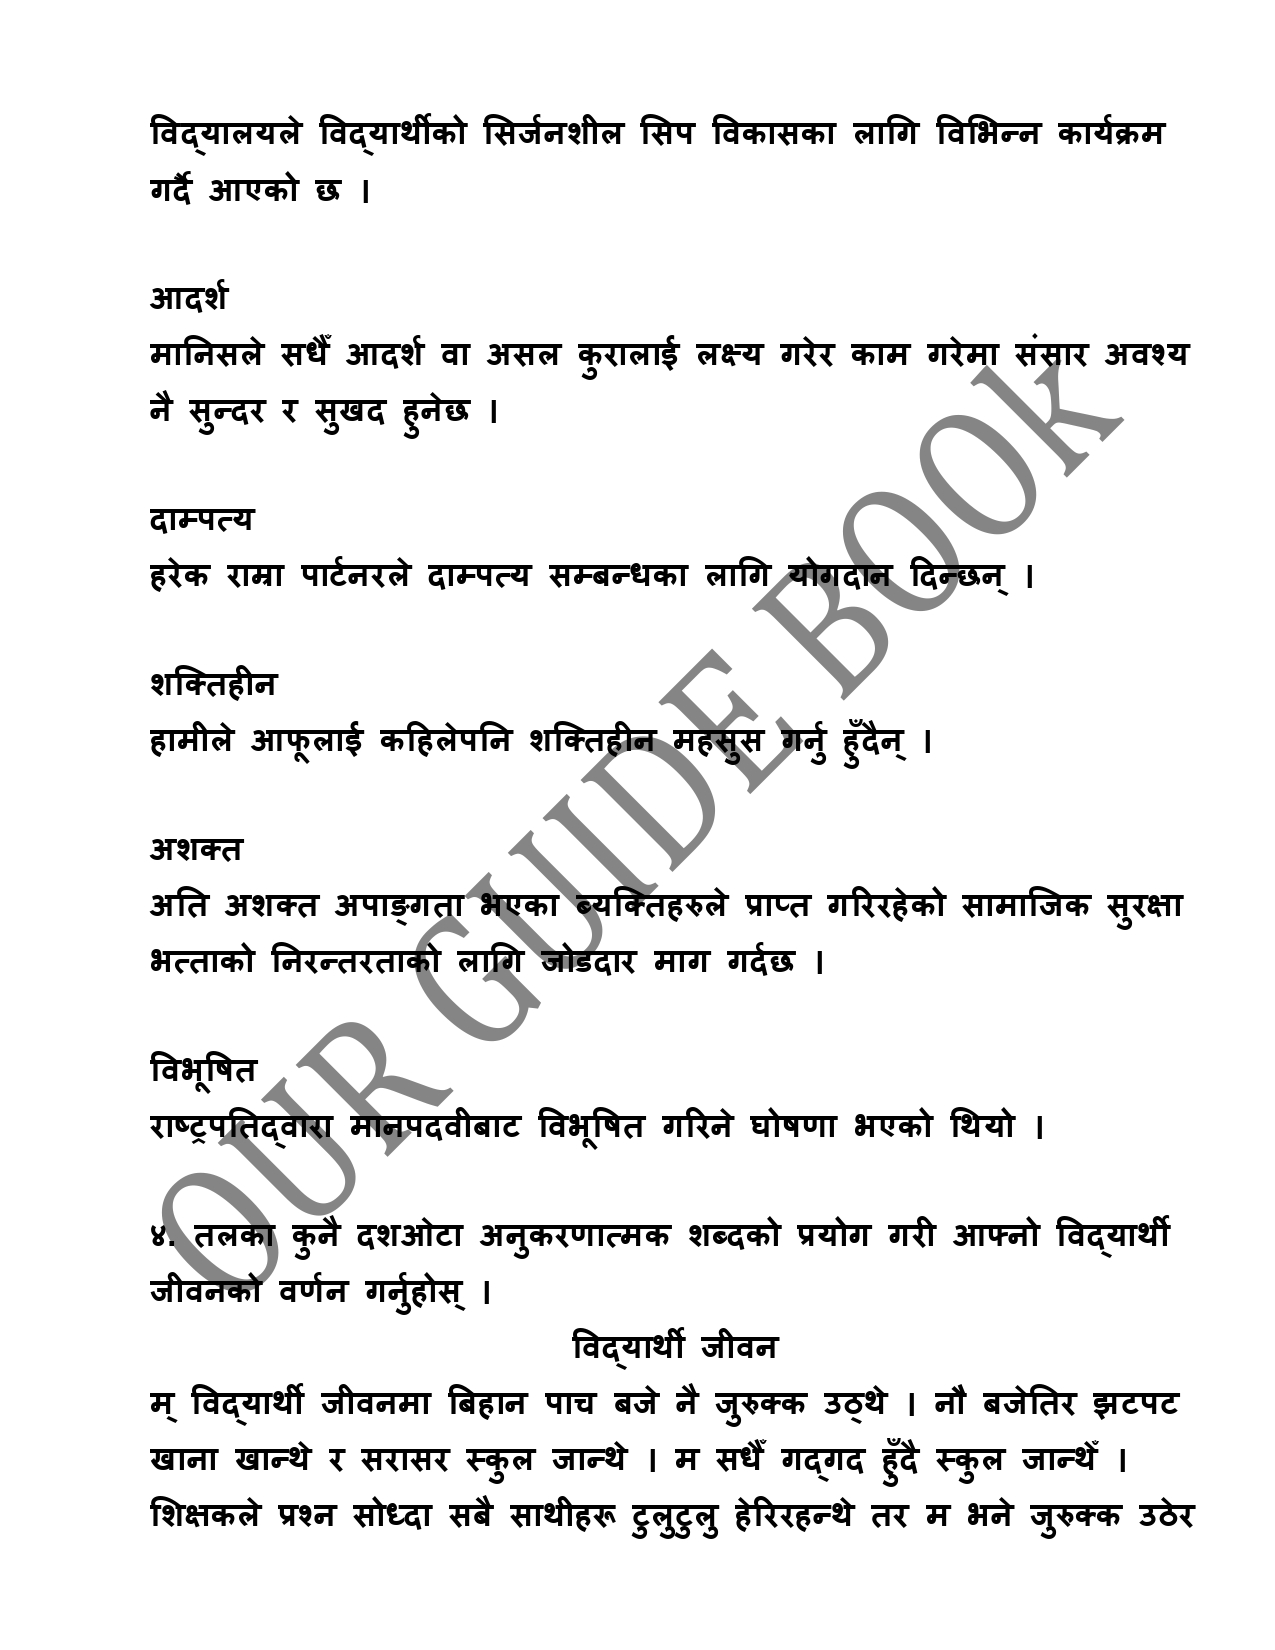 विद्यालयले विद्यार्थीको सिर्जनशील सिप विकासका लागि विभिन्न कार्यक्रम
गर्दै आएको छ ।
आदर्श
मानिसले सधैँ आदर्श वा असल कुरालाई लक्ष्य गरेर काम गरेमा संसार अवश्य
नै सुन्दर र सुखद हुनेछ ।
दाम्पत्य
हरेक राम्रा पार्टनरले दाम्पत्य सम्बन्धका लागि योगदान दिन्छन् ।
शक्तिहीन
हामीले आफूलाई कहिलेपनि शक्तिहीन महसुस गर्नु हुँदैन् ।
अशक्त
अति अशक्त अपाङ्गता भएका ब्यक्तिहरुले प्राप्त गरिरहेको सामाजिक सुरक्षा
भत्ताको निरन्तरताको लागि जोडदार माग गर्दछ ।
विभूषित
राष्ट्रपतिद्वारा मानपदवीबाट विभूषित गरिने घोषणा भएको थियो ।
४. तलका कुनै दशओटा अनुकरणात्मक शब्दको प्रयोग गरी आफ्नो विद्यार्थी
जीवनको वर्णन गर्नुहोस् ।
विद्यार्थी जीवन
म् विद्यार्थी जीवनमा बिहान पाच बजे नै जुरुक्क उठ्थे । नौ बजेतिर झटपट
खाना खान्थे र सरासर स्कुल जान्थे । म सधैँ गद्गद हुँदै स्कुल जान्थेँ ।
शिक्षकले प्रश्न सोध्दा सबै साथीहरू टुलुटुलु हेरिरहन्थे तर म भने जुरुक्क उठेर
OUR GUIDE BOOk